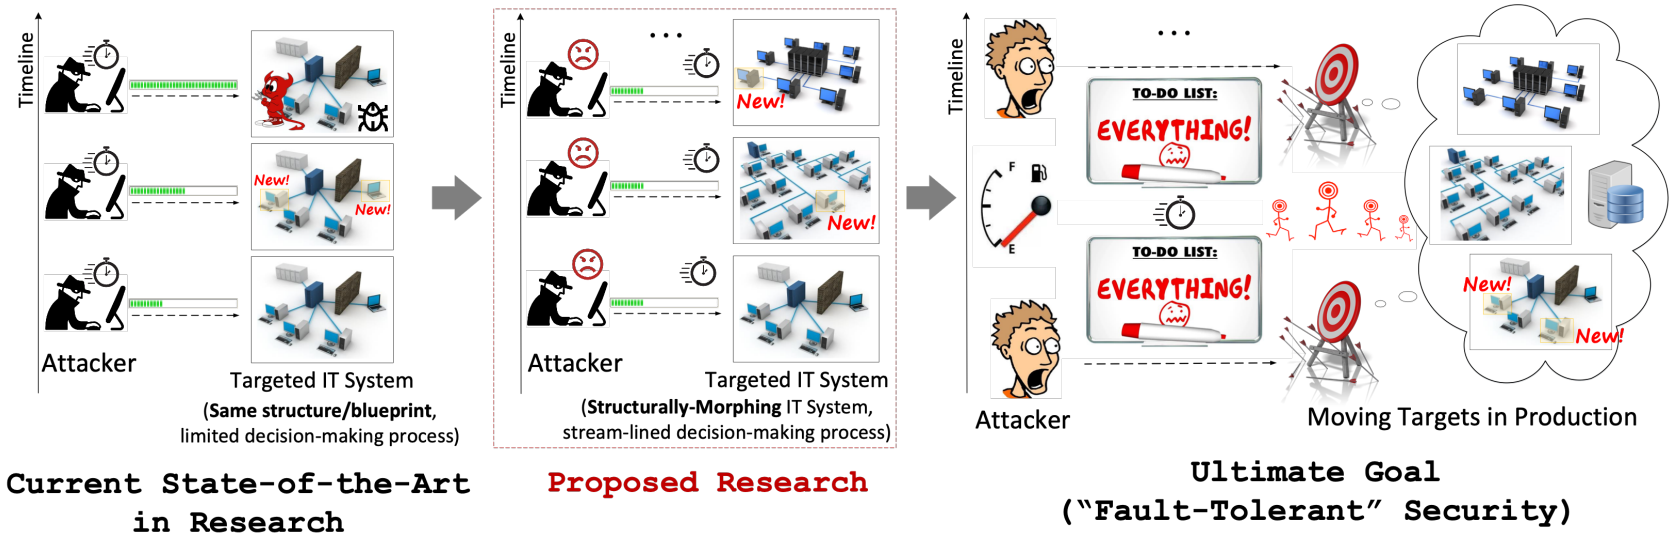 Timeline
New!
New!
Attacker
Targeted IT System
(Same structure/blueprint,
limited decision-making process)
Current State-of-the-Art
in Research
Timeline
...
New!
New!
Attacker
Targeted IT System
(Structurally-Morphing IT System,
stream-lined decision-making process)
Proposed Research
Timeline
...
TO-DO LIST:
EVERYTHING!
F
E
TO-DO LIST:
EVERYTHING!
New!
New!
Attacker
Moving Targets in Production
Ultimate Goal
(“Fault-Tolerant” Security)